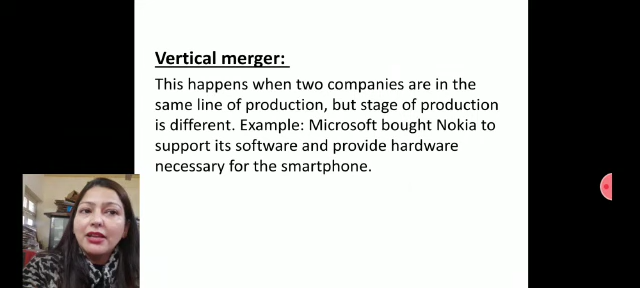 Vertical merger:
This happens when two companies are in the
same line of production, but stage of production
is different. Example: Microsoft bought Nokia to
support its software and provide hardware
necessary for the smartphone.